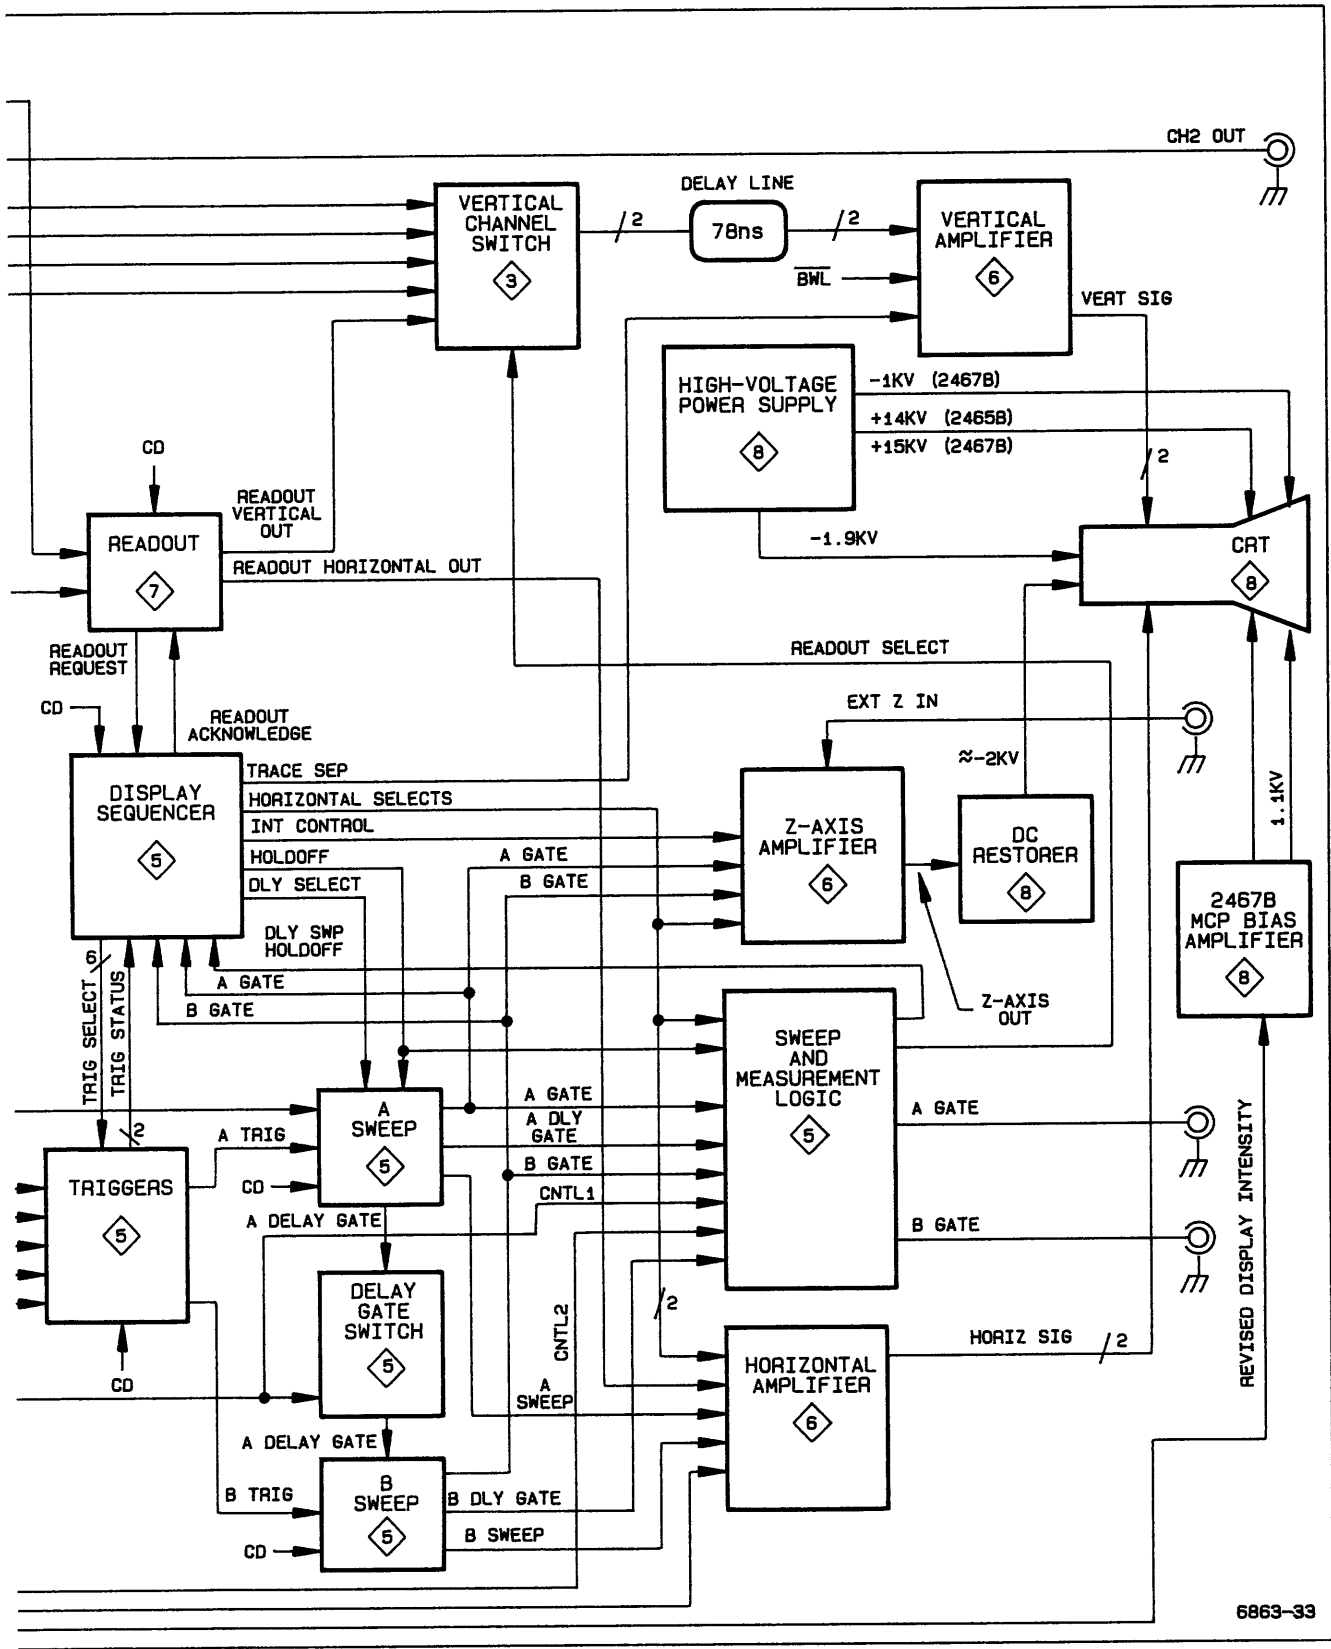 CH2 OUT
DELAY LINE
VERTICAL
CHANNEL
SWITCH
3
2
78ns
2
VERTICAL
AMPLIFIER
6
BWL
VERT SIG
HIGH-VOLTAGE
POWER SUPPLY
8
-1KV (2467B)
+14KV (2465B)
+15KV (2467B)
2
CD
READOUT
VERTICAL
OUT
READOUT
7
-1.9KV
CRT
8
READOUT HORIZONTAL OUT
READOUT
REQUEST
READOUT SELECT
CD
READOUT
ACKNOWLEDGE
EXT Z IN
≈-2KV
1.1KV
DISPLAY
SEQUENCER
5
TRACE SEP
HORIZONTAL SELECTS
INT CONTROL
HOLDOFF
DLY SELECT
A GATE
B GATE
Z-AXIS
AMPLIFIER
6
DC
RESTORER
8
2467B
MCP BIAS
AMPLIFIER
8
DLY SWP
HOLDOFF
6
A GATE
B GATE
TRIG SELECT
TRIG STATUS
2
Z-AXIS
OUT
SWEEP
AND
MEASUREMENT
LOGIC
5
A
SWEEP
5
A GATE
A DLY
GATE
B GATE
CNTL1
A GATE
B GATE
A TRIG
CD
TRIGGERS
5
CD
A DELAY GATE
DELAY
GATE
SWITCH
5
CNTL2
2
HORIZ SIG
2
REVISED DISPLAY INTENSITY
HORIZONTAL
AMPLIFIER
6
A
SWEEP
A DELAY GATE
B TRIG
CD
B
SWEEP
5
B DLY GATE
B SWEEP
6863-33